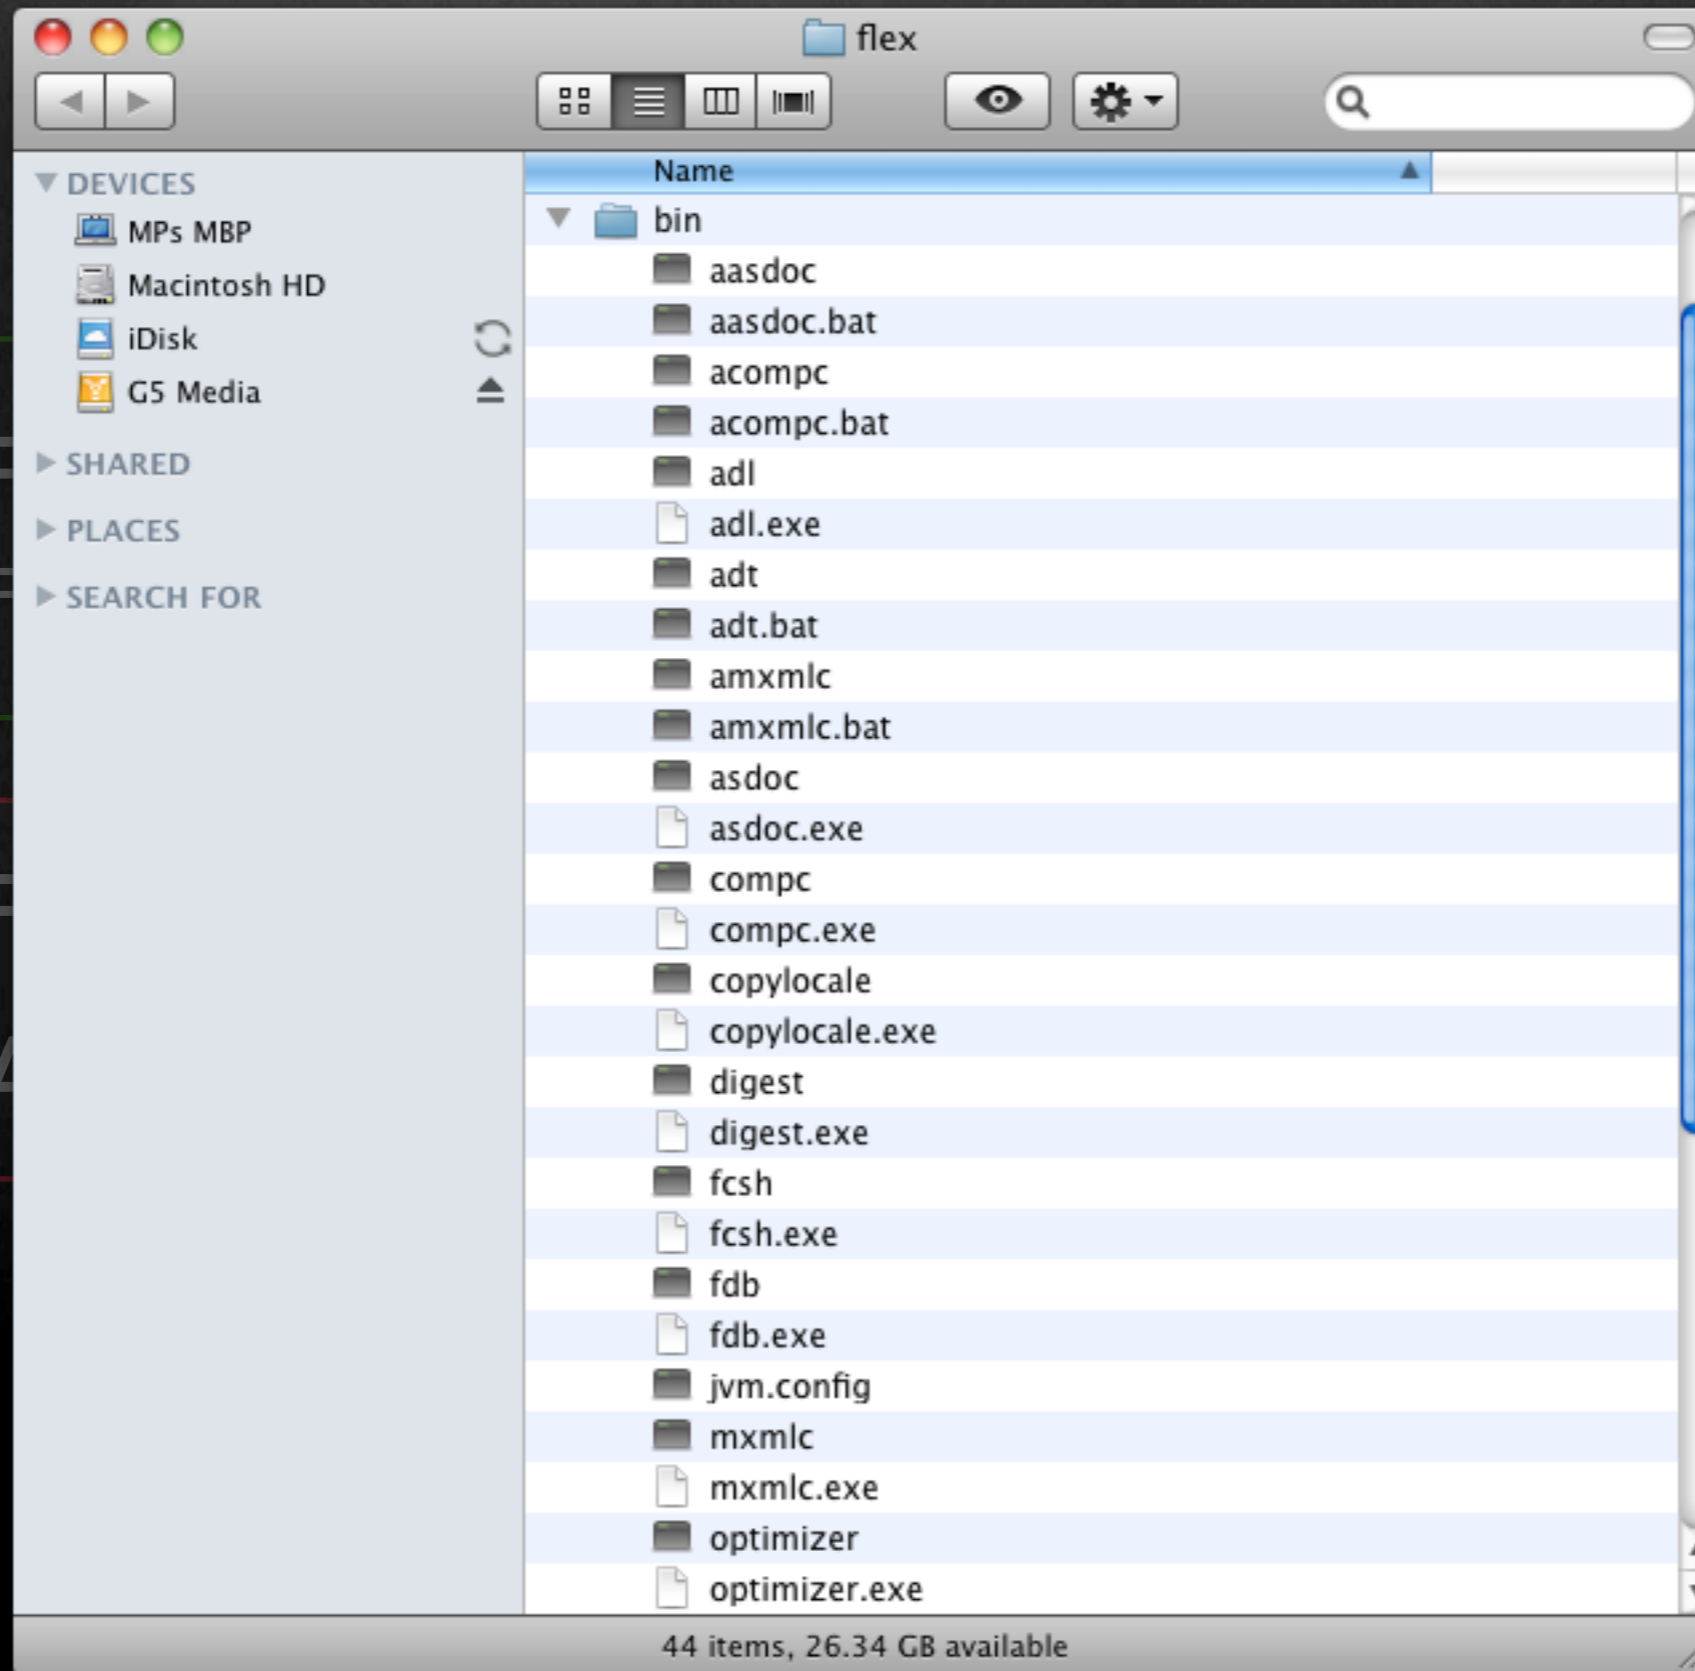 flex
DEVICES
MPs MBP
Macintosh HD
iDisk
G5 Media
SHARED
PLACES
SEARCH FOR
Name
bin
aasdoc
aasdoc.bat
acompc
acompc.bat
adl
adl.exe
adt
adt.bat
amxmlc
amxmlc.bat
asdoc
asdoc.exe
compc
compc.exe
copylocale
copylocale.exe
digest
digest.exe
fcsh
fcsh.exe
fdb
fdb.exe
jvm.config
mxmlc
mxmlc.exe
optimizer
optimizer.exe
44 items, 26.34 GB available